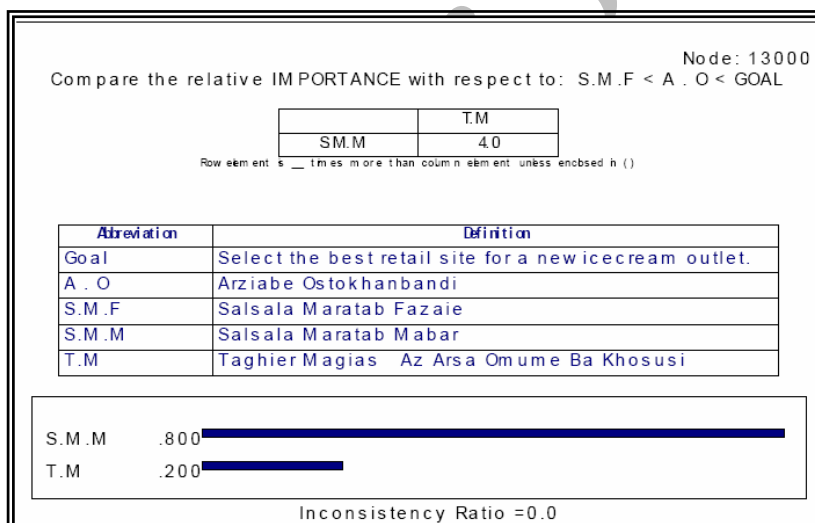 Node: 13000
Compare the relative IMPORTANCE with respect to: S.M.F < A . O < GOAL
T.M
SM.M 4.0
Row element is __ times more than column element unless enclosed in ( )
Abbreviation Definition
Goal Select the best retail site for a new icecream outlet.
A . O Arziabe Ostokhanbandi
S.M.F Salsala Maratab Fazaie
S.M.M Salsala Maratab Mabar
T.M Taghier Magias Az Arsa Omume Ba Khosusi
S.M.M .800
T.M .200
Inconsistency Ratio =0.0